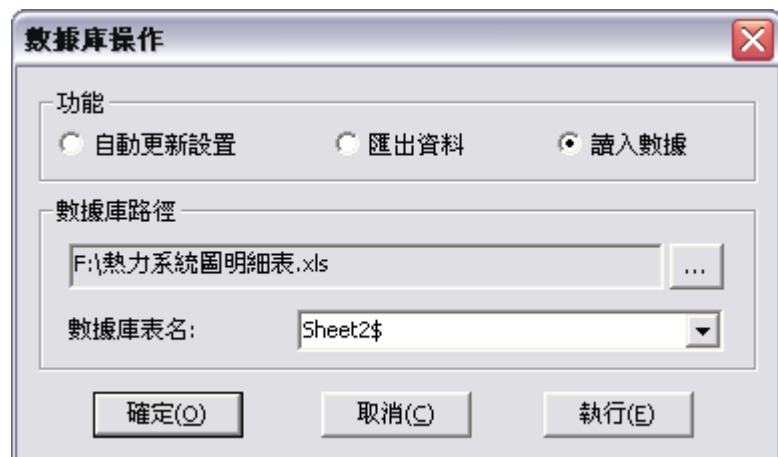 數據庫操作
功能
自動更新設置 匯出資料 讀入數據
數據庫路徑
F:\熱力系統圖明細表.xls ...
數據庫表名: Sheet2$
確定(O) 取消(C) 執行(E)